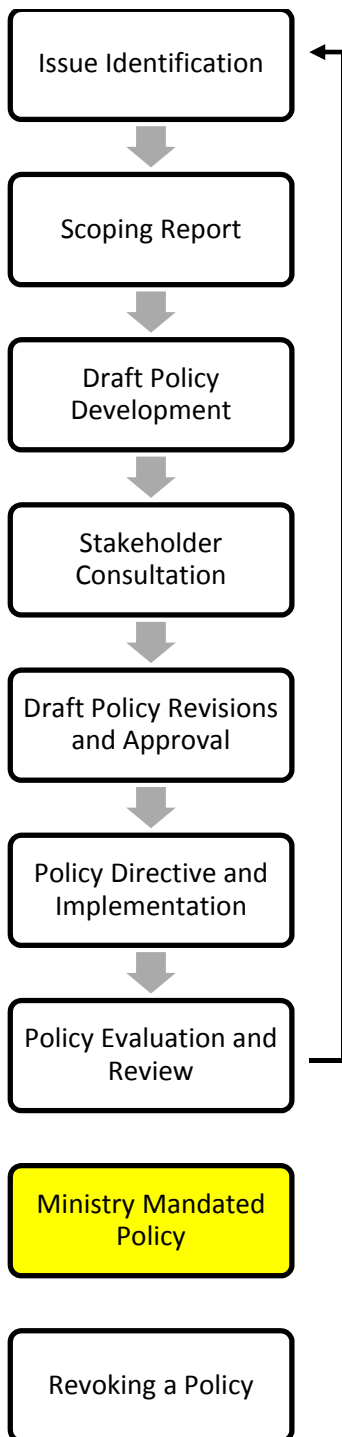 Issue Identification
Scoping Report
Draft Policy
Development
Stakeholder
Consultation
Draft Policy Revisions
and Approval
Policy Directive and
Implementation
Policy Evaluation and
Review
Ministry Mandated
Policy
Revoking a Policy